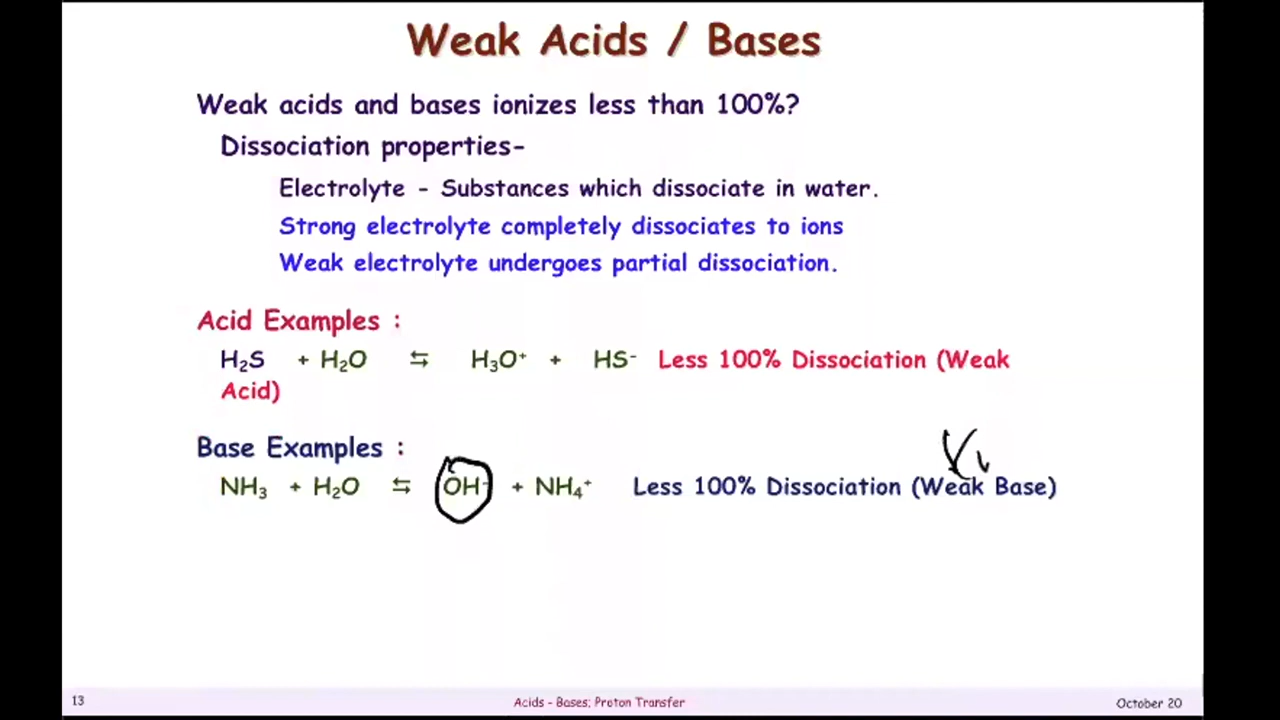 Weak Acids / Bases
Weak acids and bases ionizes less than 100%?
Dissociation properties-
Electrolyte - Substances which dissociate in water.
Strong electrolyte completely dissociates to ions
Weak electrolyte undergoes partial dissociation.
Acid Examples :
H₂S + H₂O ⇆ H₃O⁺ + HS⁻ Less 100% Dissociation (Weak
Acid)
Base Examples :
NH₃ + H₂O ⇆ OH⁻ + NH₄⁺ Less 100% Dissociation (Weak Base)
13 Acids - Bases; Proton Transfer October 20